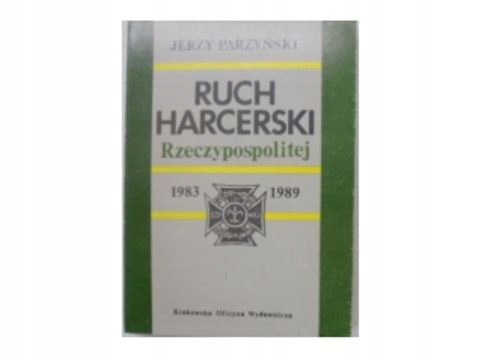 JERZY PARZYŃSKI
RUCH
HARCERSKI
Rzeczypospolitej
1983 1989
Krakowska Oficyna Wydawnicza